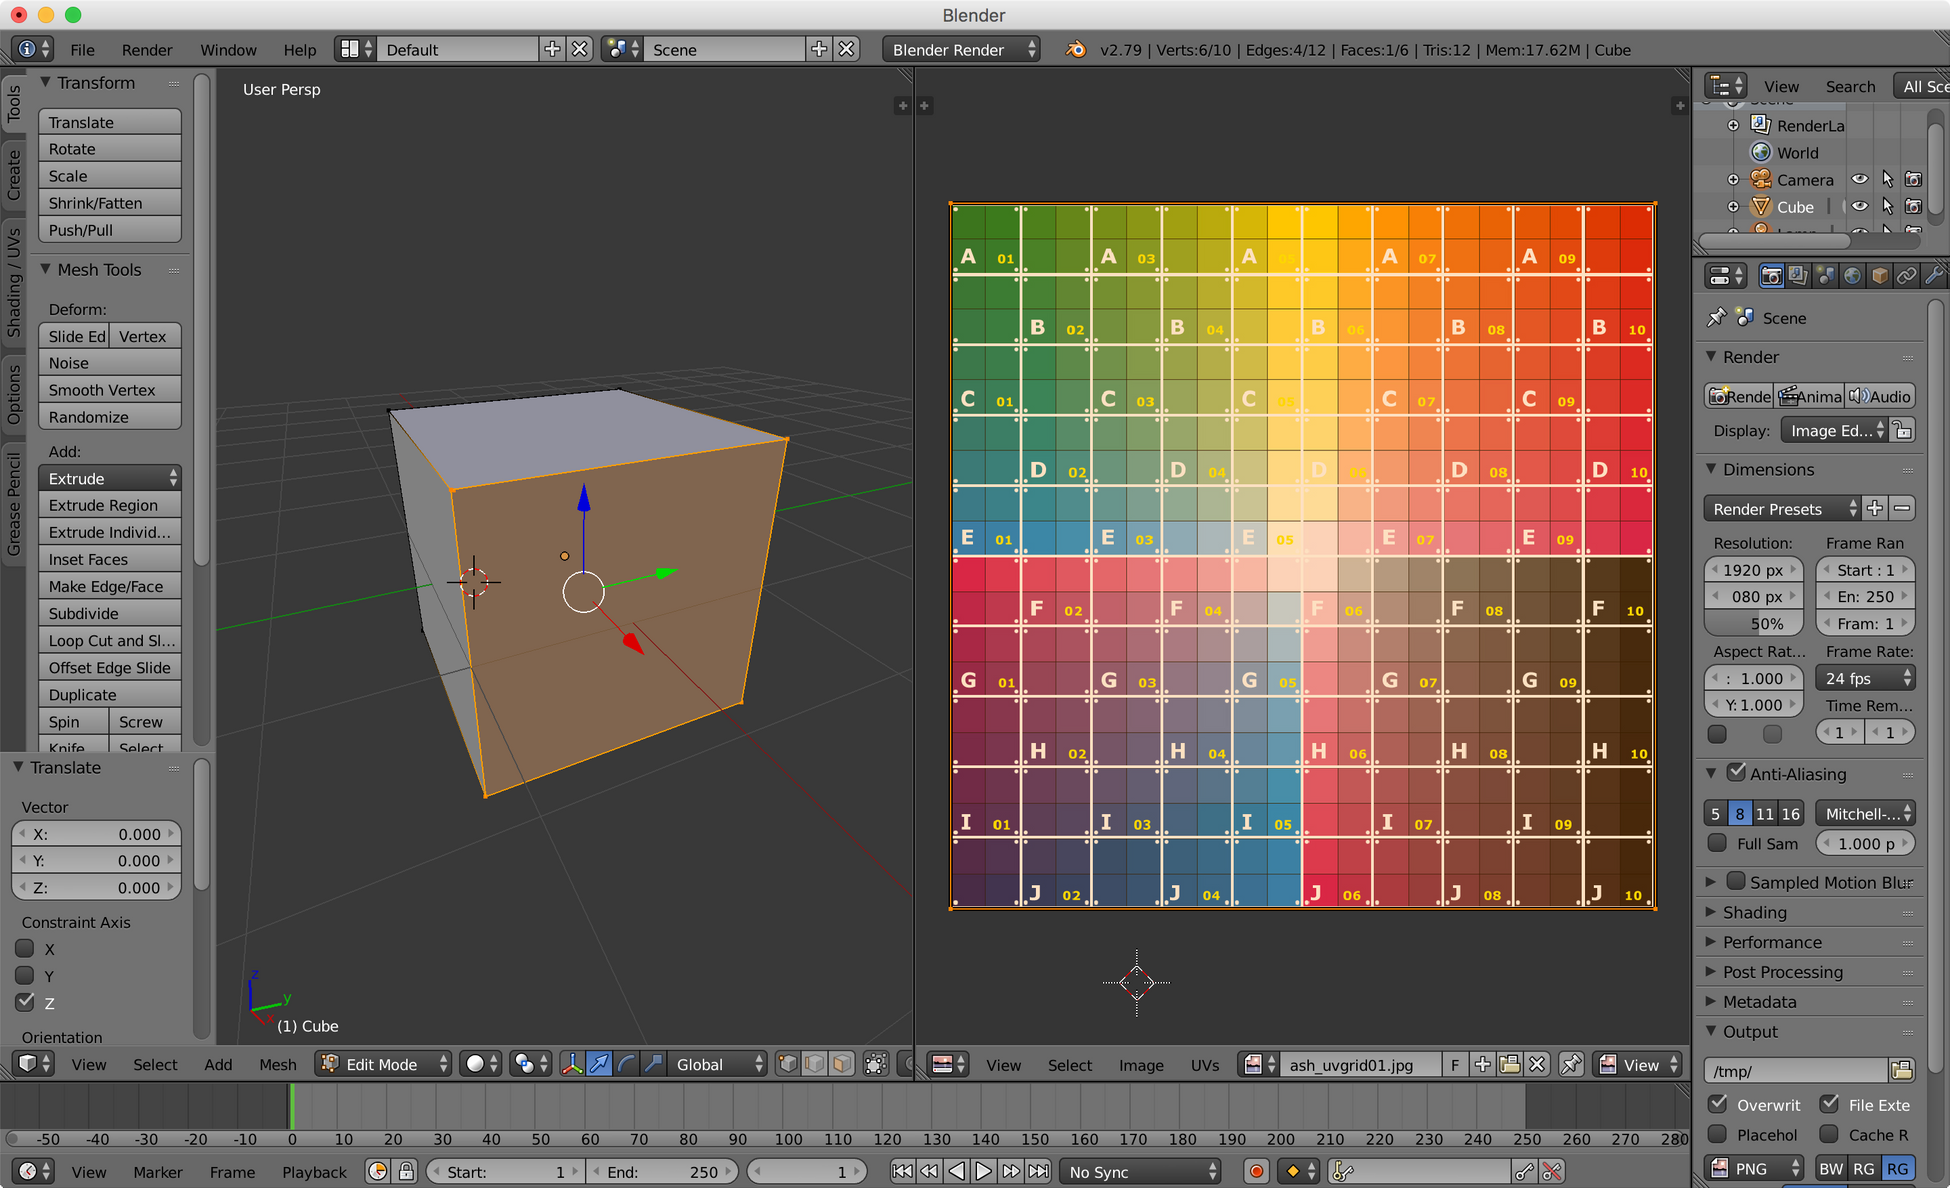 Blender
File Render Window Help Default Scene Blender Render v2.79 | Verts:6/10 | Edges:4/12 | Faces:1/6 | Tris:12 | Mem:17.62M | Cube
Tools
Create
Shading / UVs
Options
Grease Pencil
Transform
Translate
Rotate
Scale
Shrink/Fatten
Push/Pull
Mesh Tools
Deform:
Slide Ed Vertex
Noise
Smooth Vertex
Randomize
Add:
Extrude
Extrude Region
Extrude Individ...
Inset Faces
Make Edge/Face
Subdivide
Loop Cut and Sl...
Offset Edge Slide
Duplicate
Spin Screw
Knife Select
Translate
Vector
X: 0.000
Y: 0.000
Z: 0.000
Constraint Axis
X
Y
Z
Orientation
User Persp
z
y
x
(1) Cube
View Select Add Mesh Edit Mode Global
A 01 A 03 A 05 A 07 A 09
B 02 B 04 B 06 B 08 B 10
C 01 C 03 C 05 C 07 C 09
D 02 D 04 D 06 D 08 D 10
E 01 E 03 E 05 E 07 E 09
F 02 F 04 F 06 F 08 F 10
G 01 G 03 G 05 G 07 G 09
H 02 H 04 H 06 H 08 H 10
I 01 I 03 I 05 I 07 I 09
J 02 J 04 J 06 J 08 J 10
View Select Image UVs ash_uvgrid01.jpg F View
View Search All Sce
Scene
RenderLa
World
Camera
Cube
Scene
Render
Rende Anima Audio
Display: Image Ed...
Dimensions
Render Presets
Resolution: Frame Ran
1920 px Start : 1
080 px En: 250
50% Fram: 1
Aspect Rat... Frame Rate:
: 1.000 24 fps
Y: 1.000 Time Rem...
1 1
Anti-Aliasing
5 8 11 16 Mitchell-...
Full Sam 1.000 p
Sampled Motion Blur
Shading
Performance
Post Processing
Metadata
Output
/tmp/
Overwrit File Exte
Placehol Cache R
PNG BW RG RG
-50 -40 -30 -20 -10 0 10 20 30 40 50 60 70 80 90 100 110 120 130 140 150 160 170 180 190 200 210 220 230 240 250 260 270 280
View Marker Frame Playback Start: 1 End: 250 1 No Sync